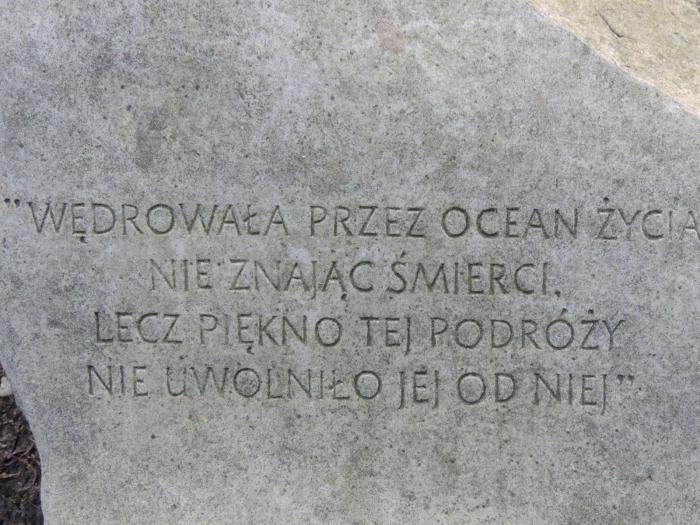 "WĘDROWAŁA PRZEZ OCEAN ŻYCIA
NIE ZNAJĄC ŚMIERCI.
LECZ PIĘKNO TEJ PODRÓŻY
NIE UWOLNIŁO JEJ OD NIEJ"